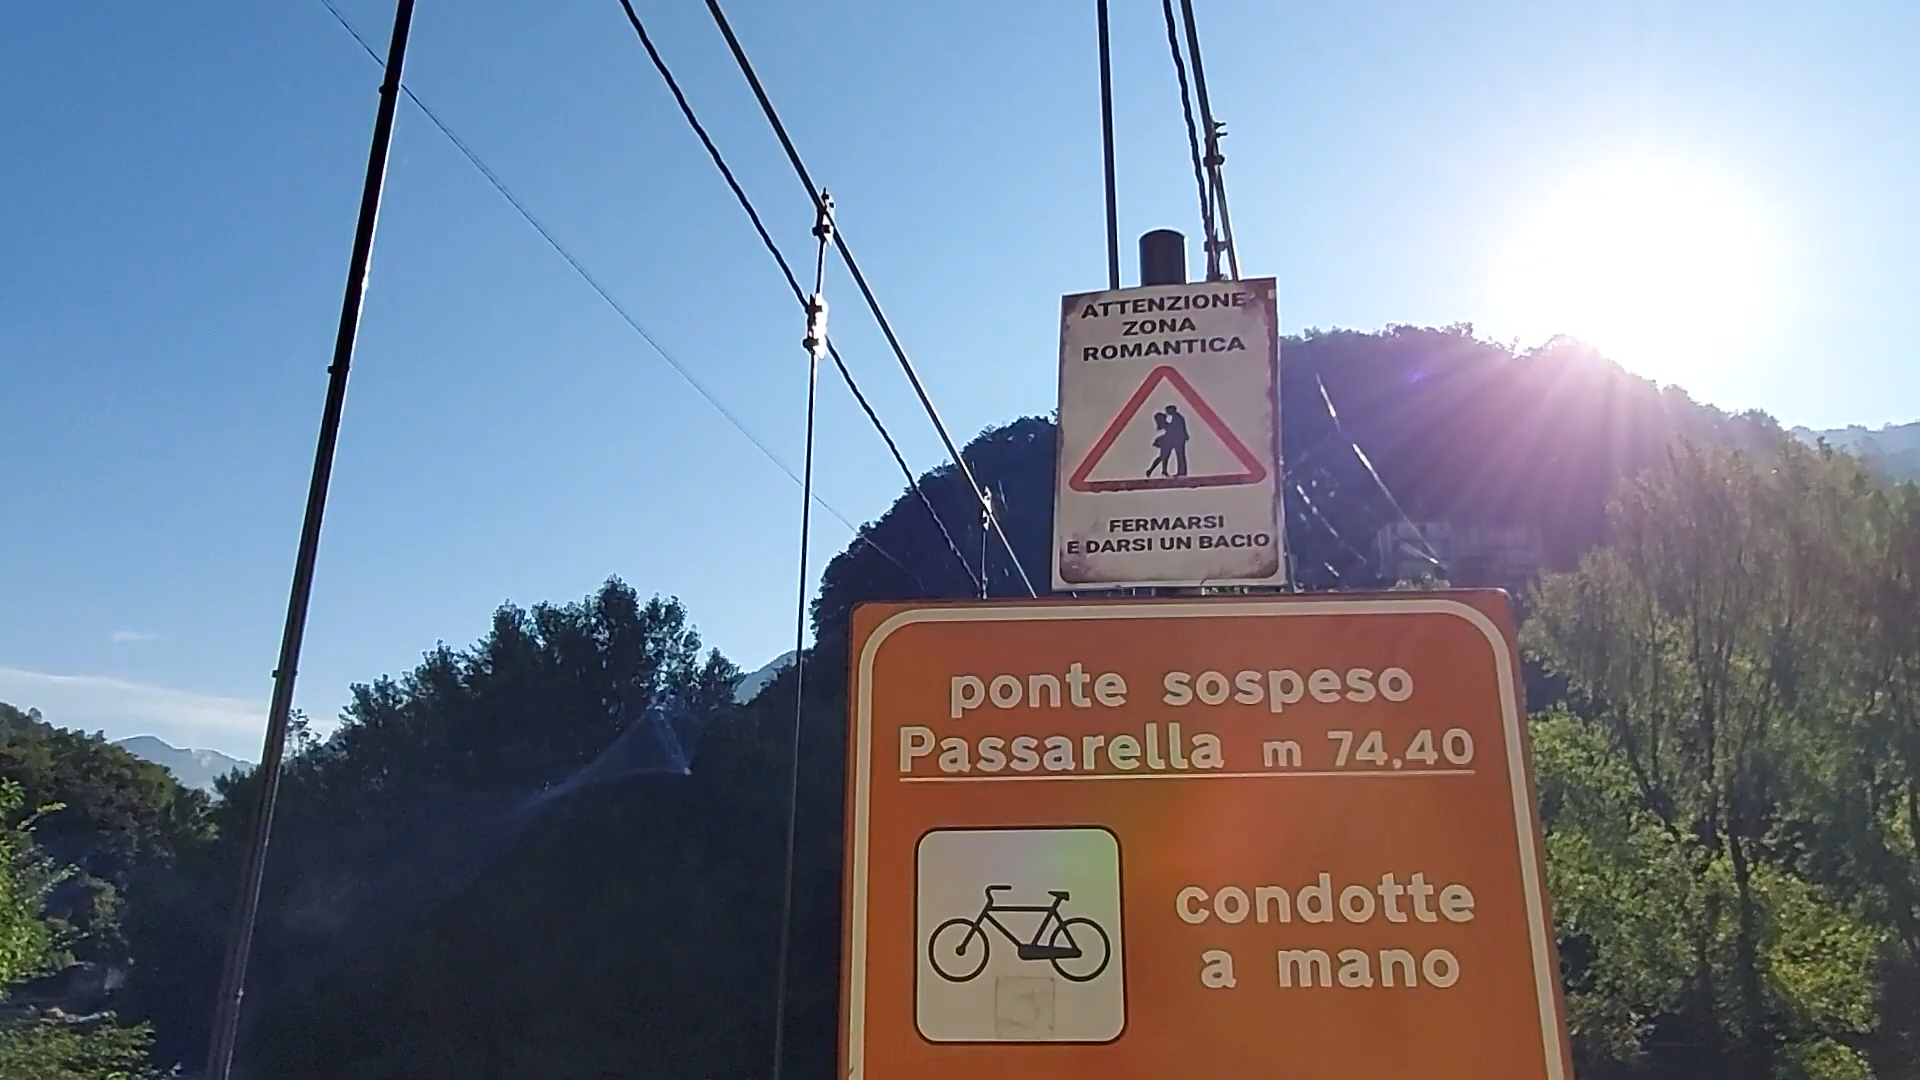 ATTENZIONE
ZONA
ROMANTICA
FERMARSI
E DARSI UN BACIO
ponte sospeso
Passarella m 74,40
condotte
a mano